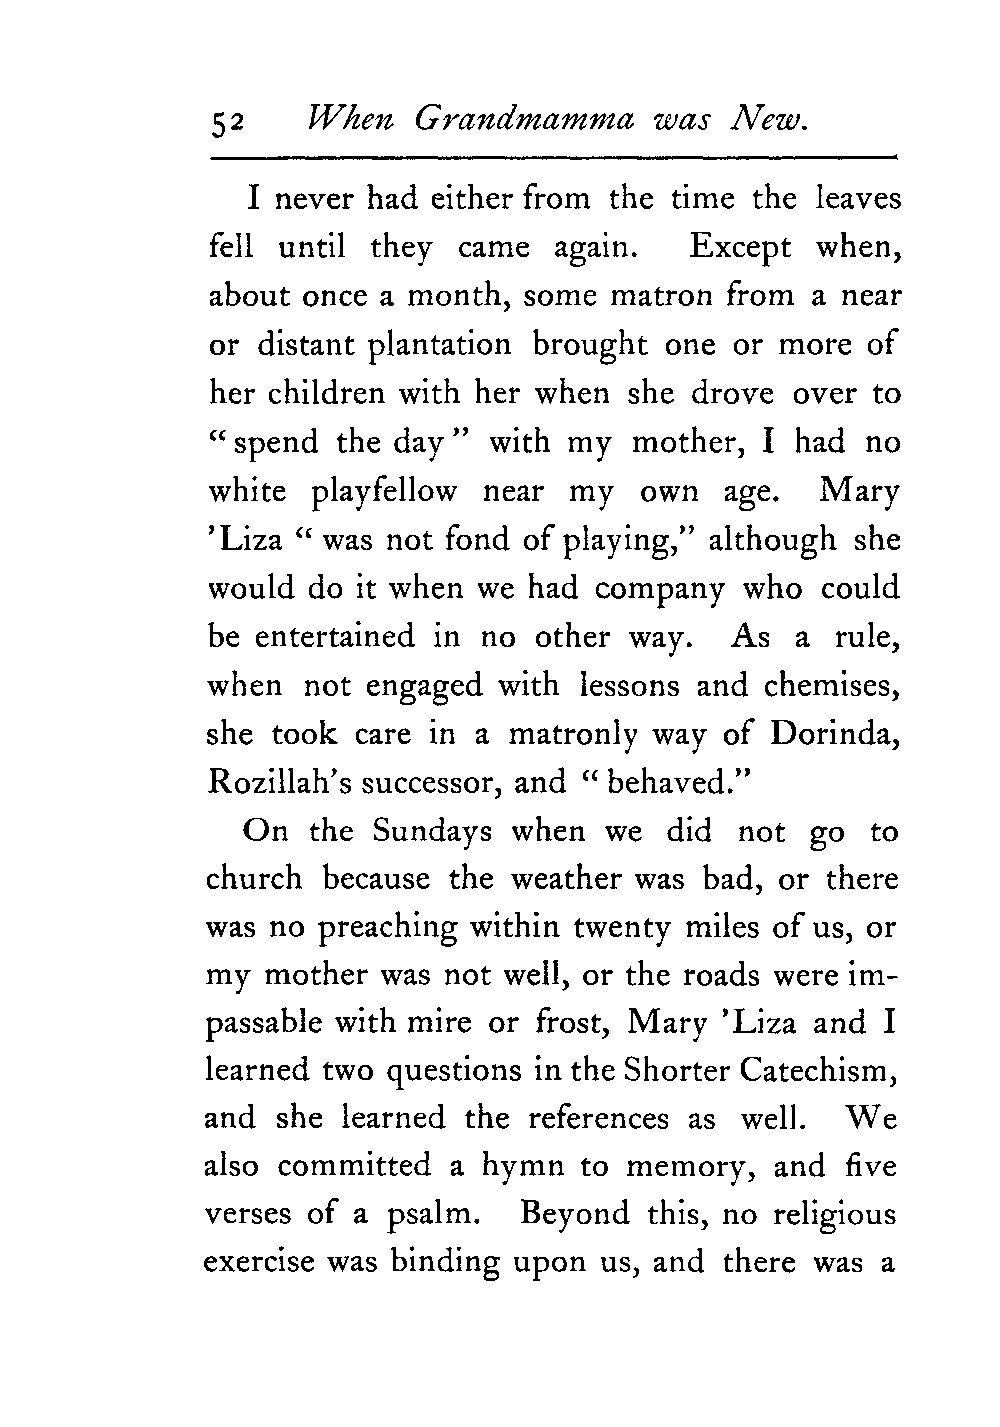 52 When Grandmamma was New.
I never had either from the time the leaves
fell until they came again. Except when,
about once a month, some matron from a near
or distant plantation brought one or more of
her children with her when she drove over to
“ spend the day ” with my mother, I had no
white playfellow near my own age. Mary
’Liza “ was not fond of playing,” although she
would do it when we had company who could
be entertained in no other way. As a rule,
when not engaged with lessons and chemises,
she took care in a matronly way of Dorinda,
Rozillah’s successor, and “ behaved.”
On the Sundays when we did not go to
church because the weather was bad, or there
was no preaching within twenty miles of us, or
my mother was not well, or the roads were im-
passable with mire or frost, Mary ’Liza and I
learned two questions in the Shorter Catechism,
and she learned the references as well. We
also committed a hymn to memory, and five
verses of a psalm. Beyond this, no religious
exercise was binding upon us, and there was a